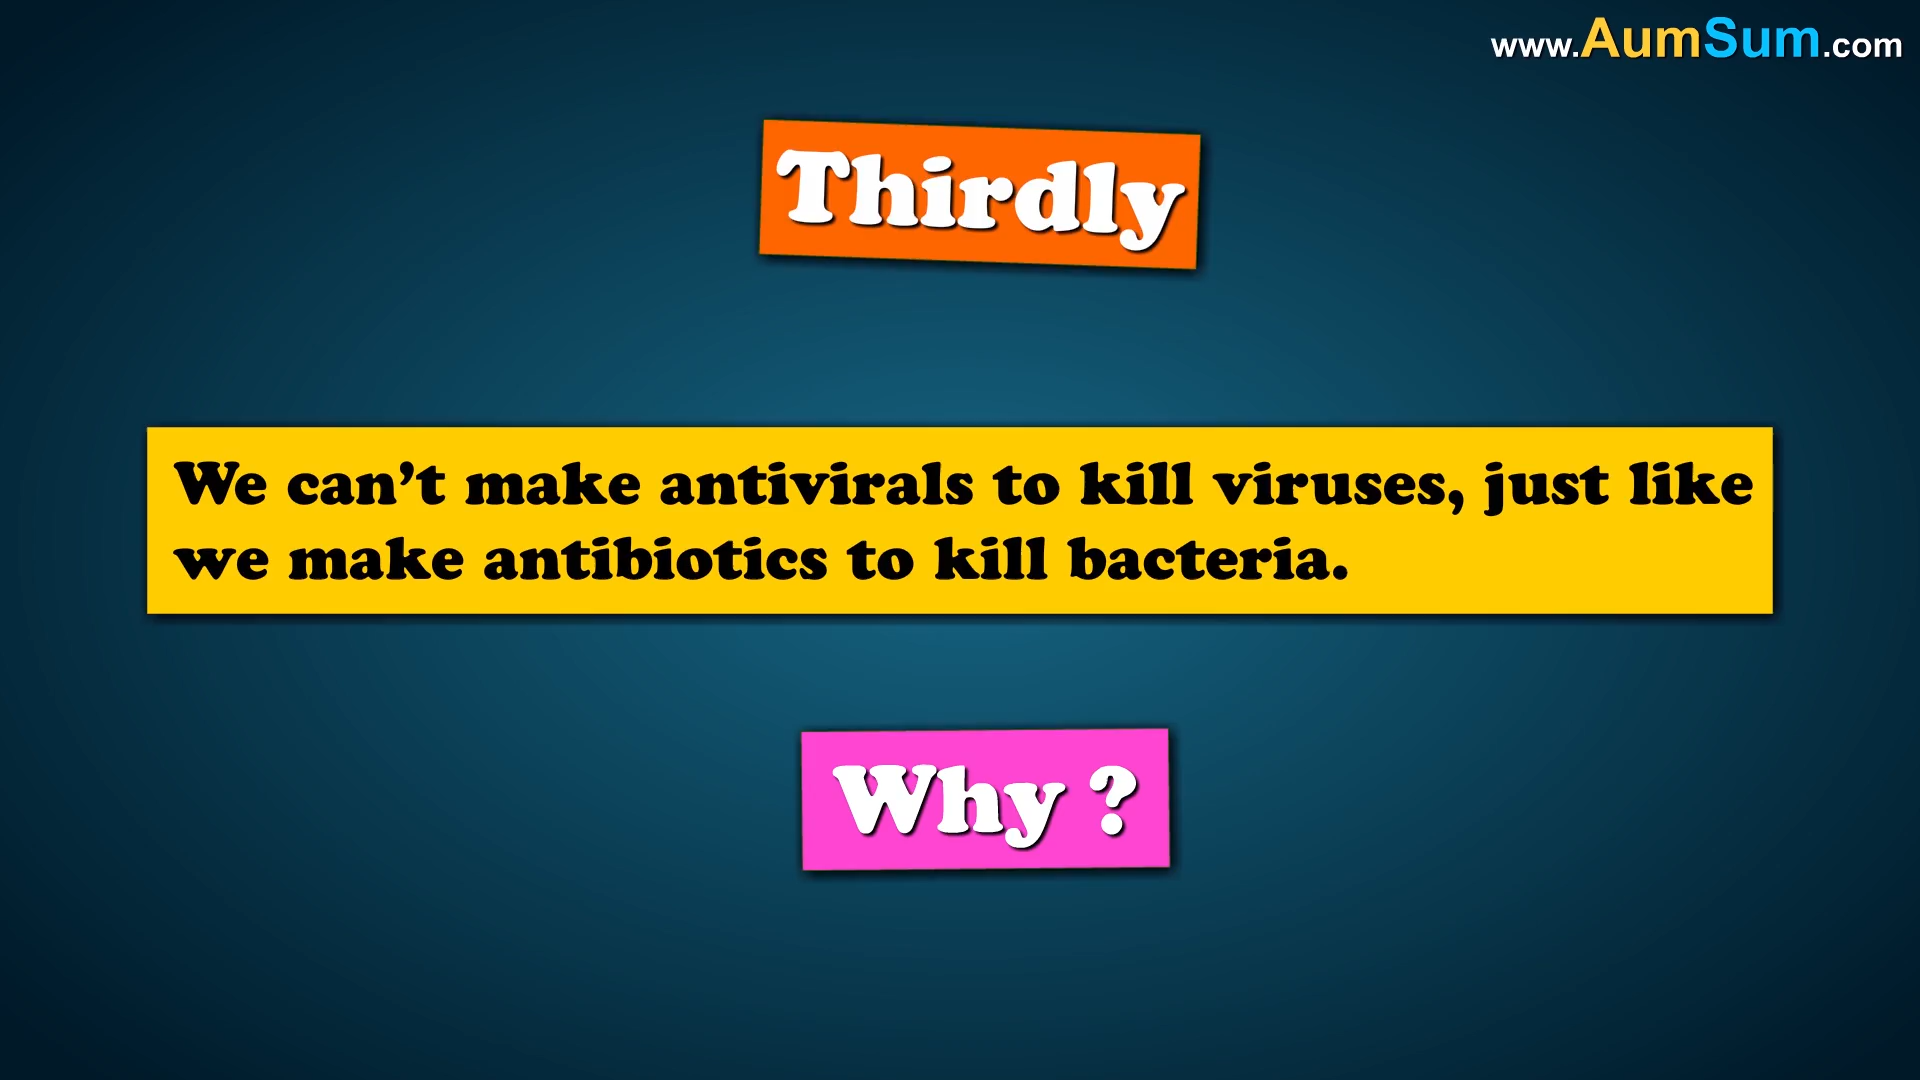 www.AumSum.com
Thirdly
We can’t make antivirals to kill viruses, just like
we make antibiotics to kill bacteria.
Why ?